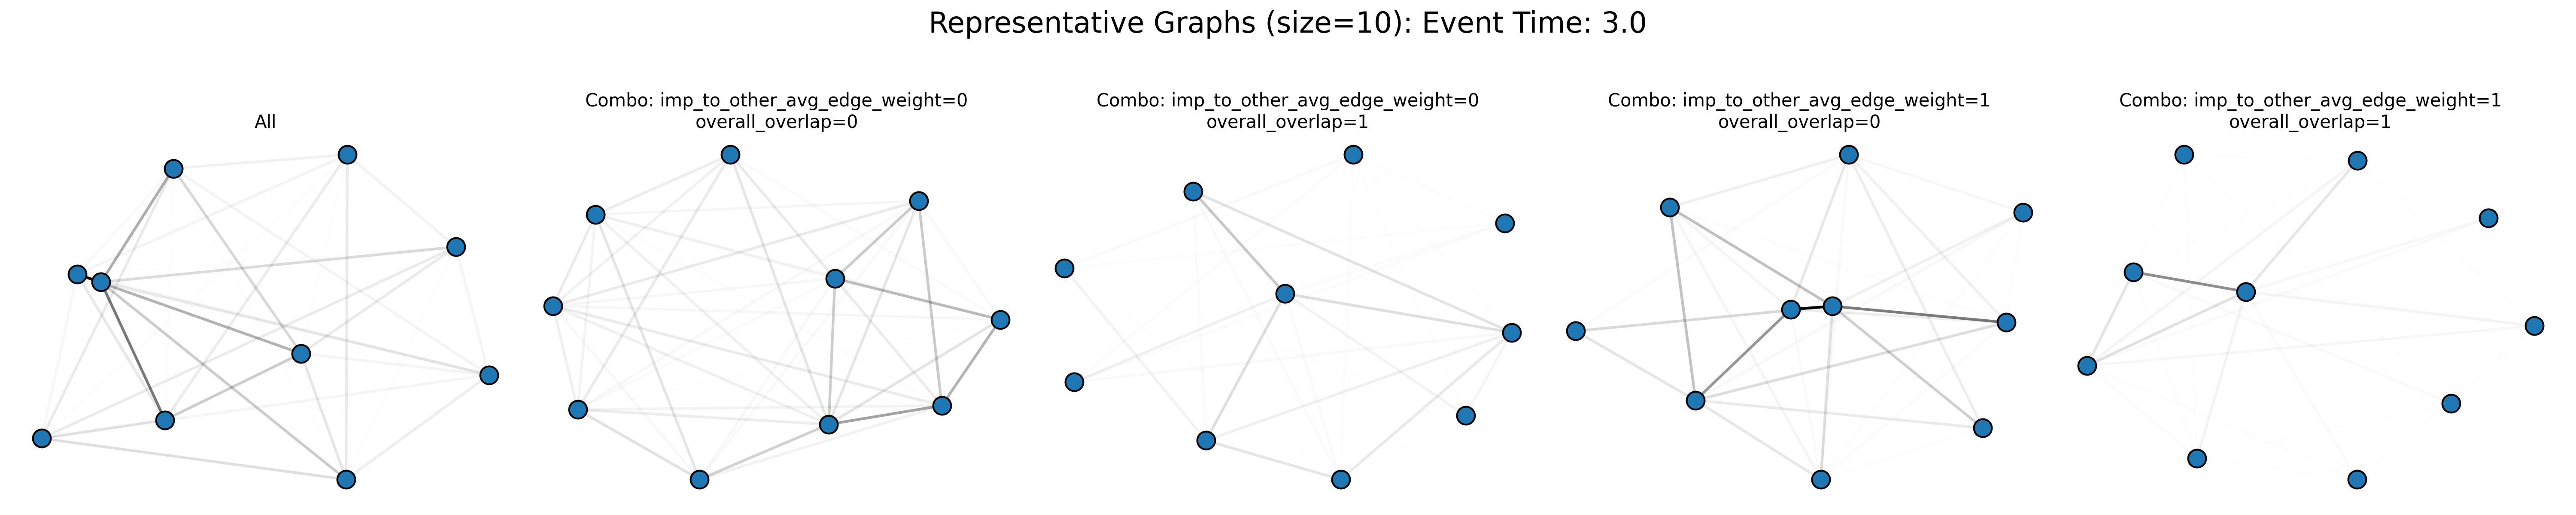 Representative Graphs (size=10): Event Time: 3.0
All
Combo: imp_to_other_avg_edge_weight=0
overall_overlap=0
Combo: imp_to_other_avg_edge_weight=0
overall_overlap=1
Combo: imp_to_other_avg_edge_weight=1
overall_overlap=0
Combo: imp_to_other_avg_edge_weight=1
overall_overlap=1